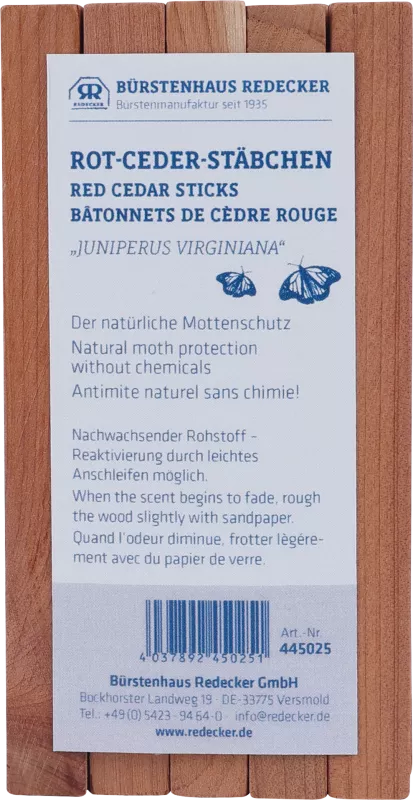 REDECKER
BÜRSTENHAUS REDECKER
Bürstenmanufaktur seit 1935
ROT-CEDER-STÄBCHEN
RED CEDAR STICKS
BÂTONNETS DE CÈDRE ROUGE
„JUNIPERUS VIRGINIANA“
Der natürliche Mottenschutz
Natural moth protection
without chemicals
Antimite naturel sans chimie!
Nachwachsender Rohstoff –
Reaktivierung durch leichtes
Anschleifen möglich.
When the scent begins to fade, rough
the wood slightly with sandpaper.
Quand l'odeur diminue, frotter lègére-
ment avec du papier de verre.
4 037892 450251
Art.-Nr.
445025
Bürstenhaus Redecker GmbH
Bockhorster Landweg 19 · DE-33775 Versmold
Tel.: +49 (0) 5423 - 94 64-0 · info@redecker.de
www.redecker.de